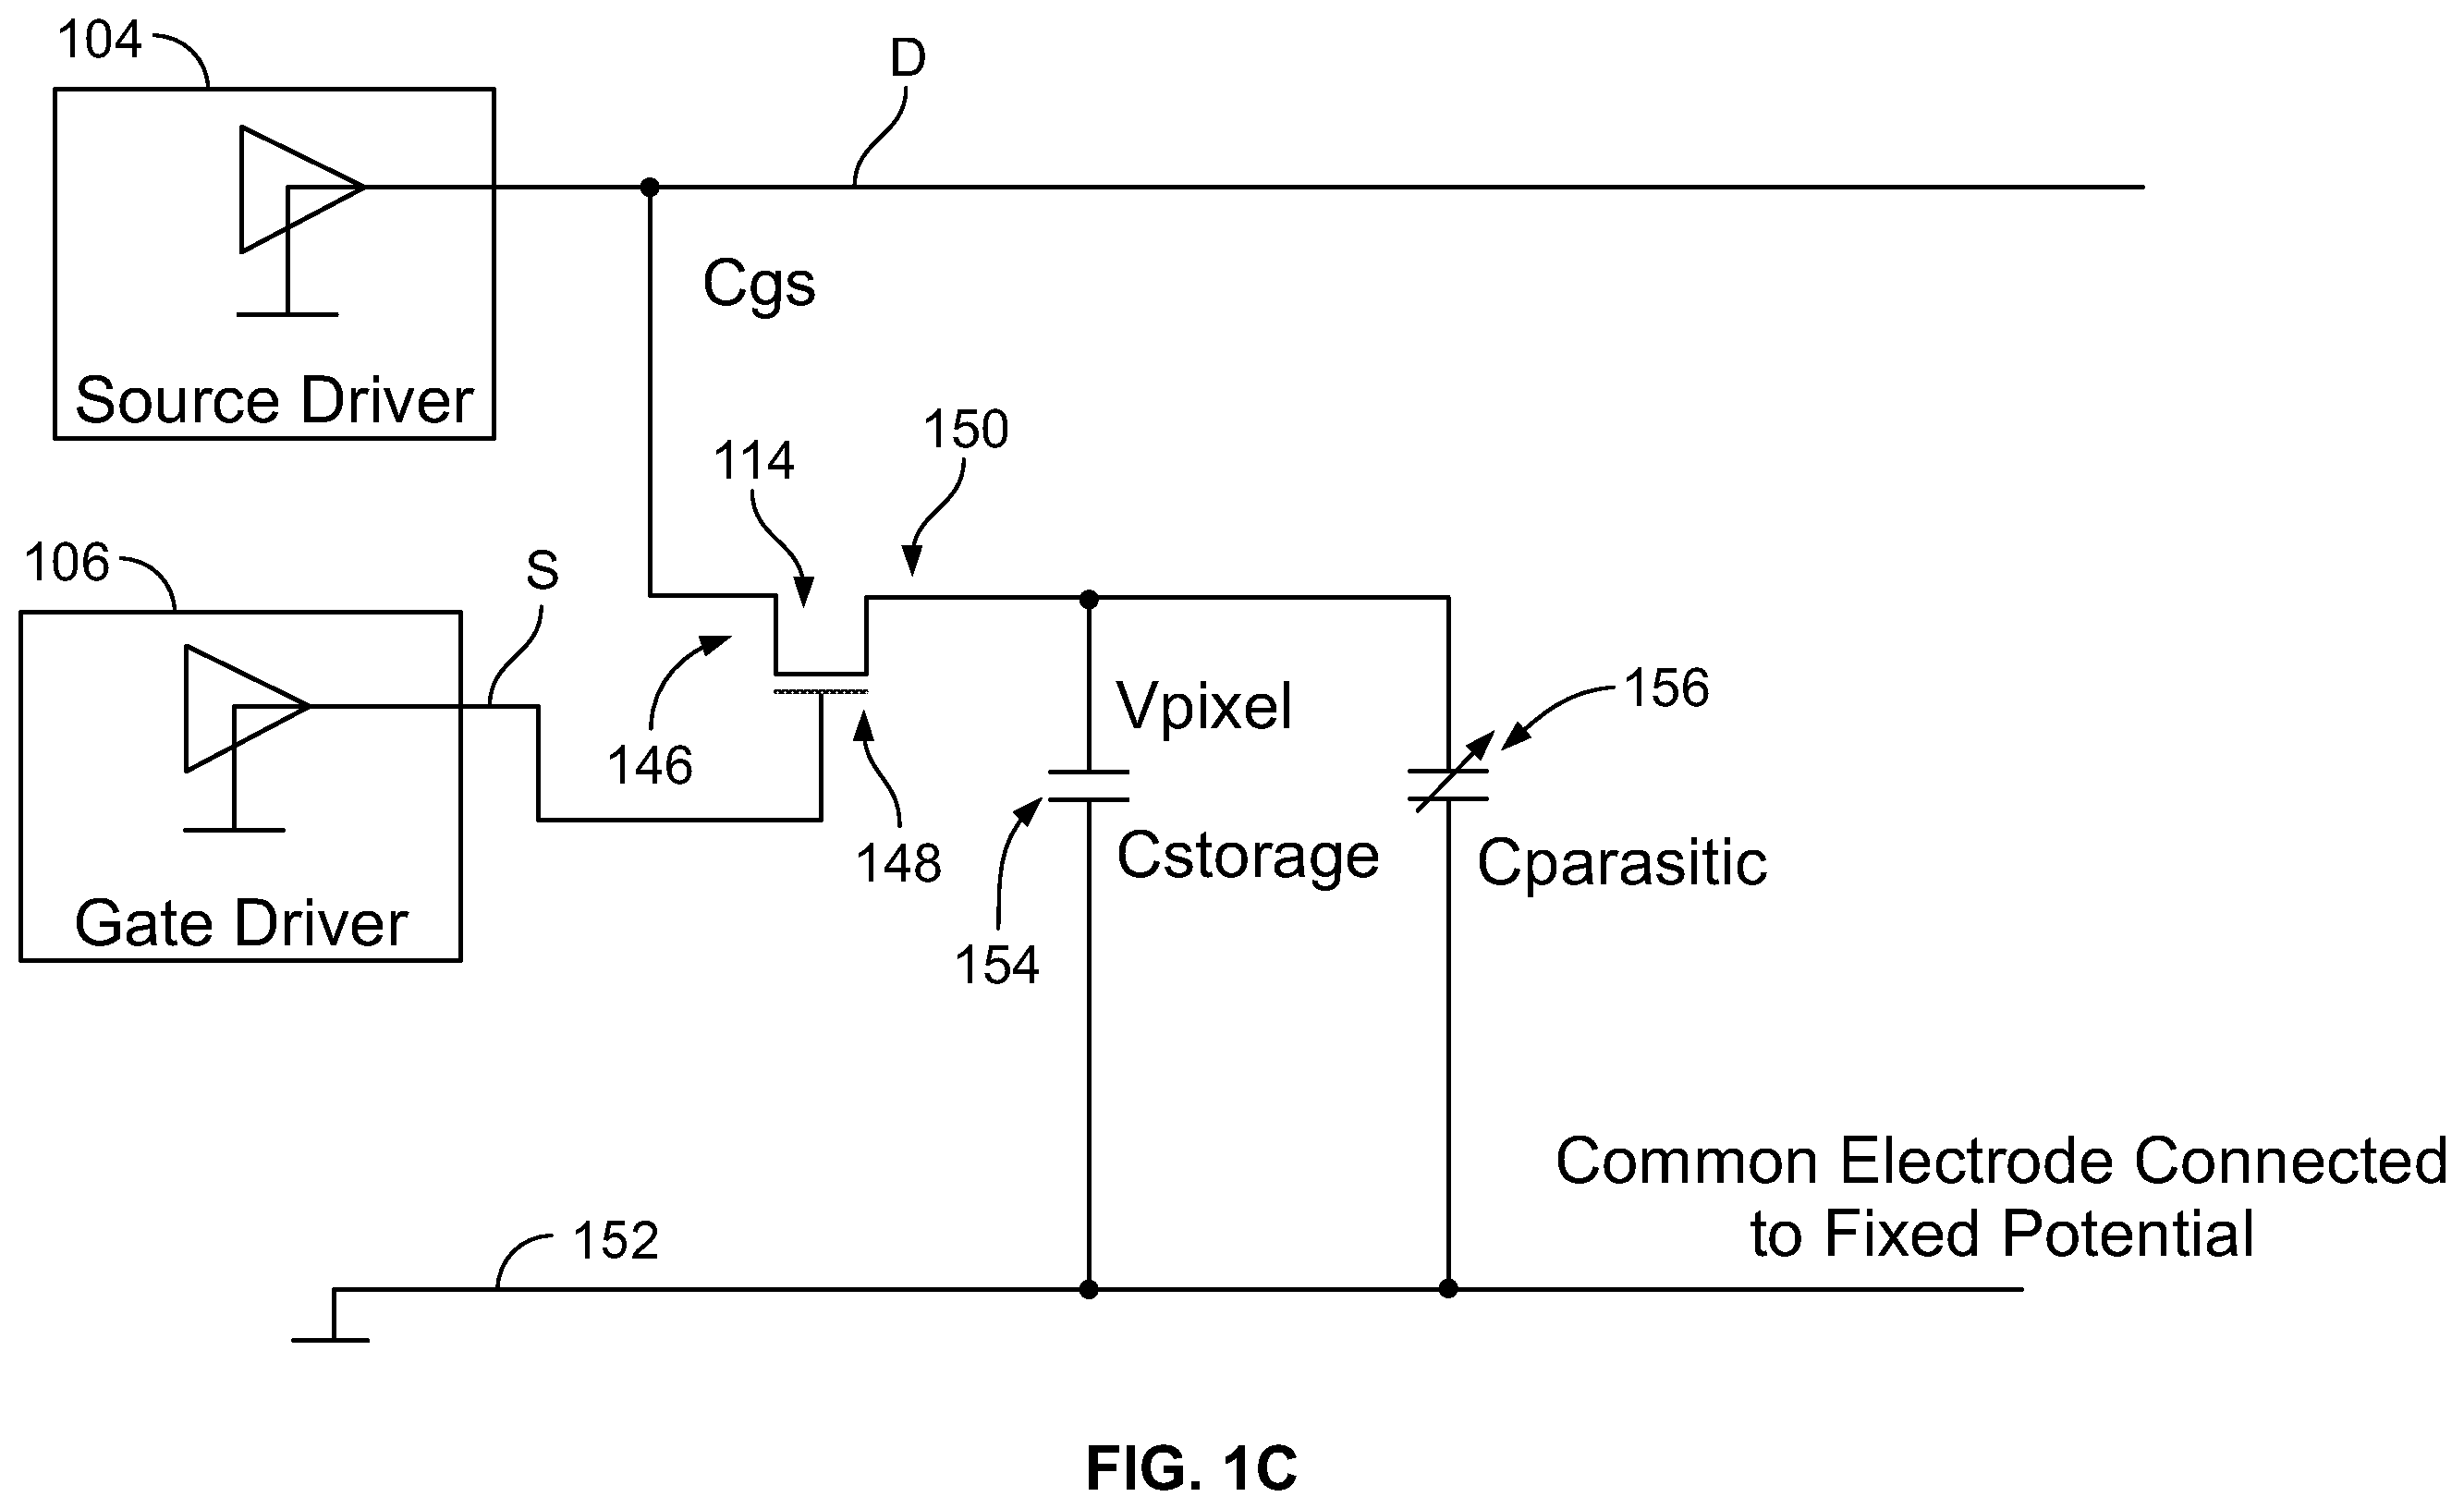 104
D
Cgs
Source Driver
150
114
106
S
Vpixel
156
146
148
Cstorage
Cparasitic
Gate Driver
154
Common Electrode Connected
to Fixed Potential
152
FIG. 1C